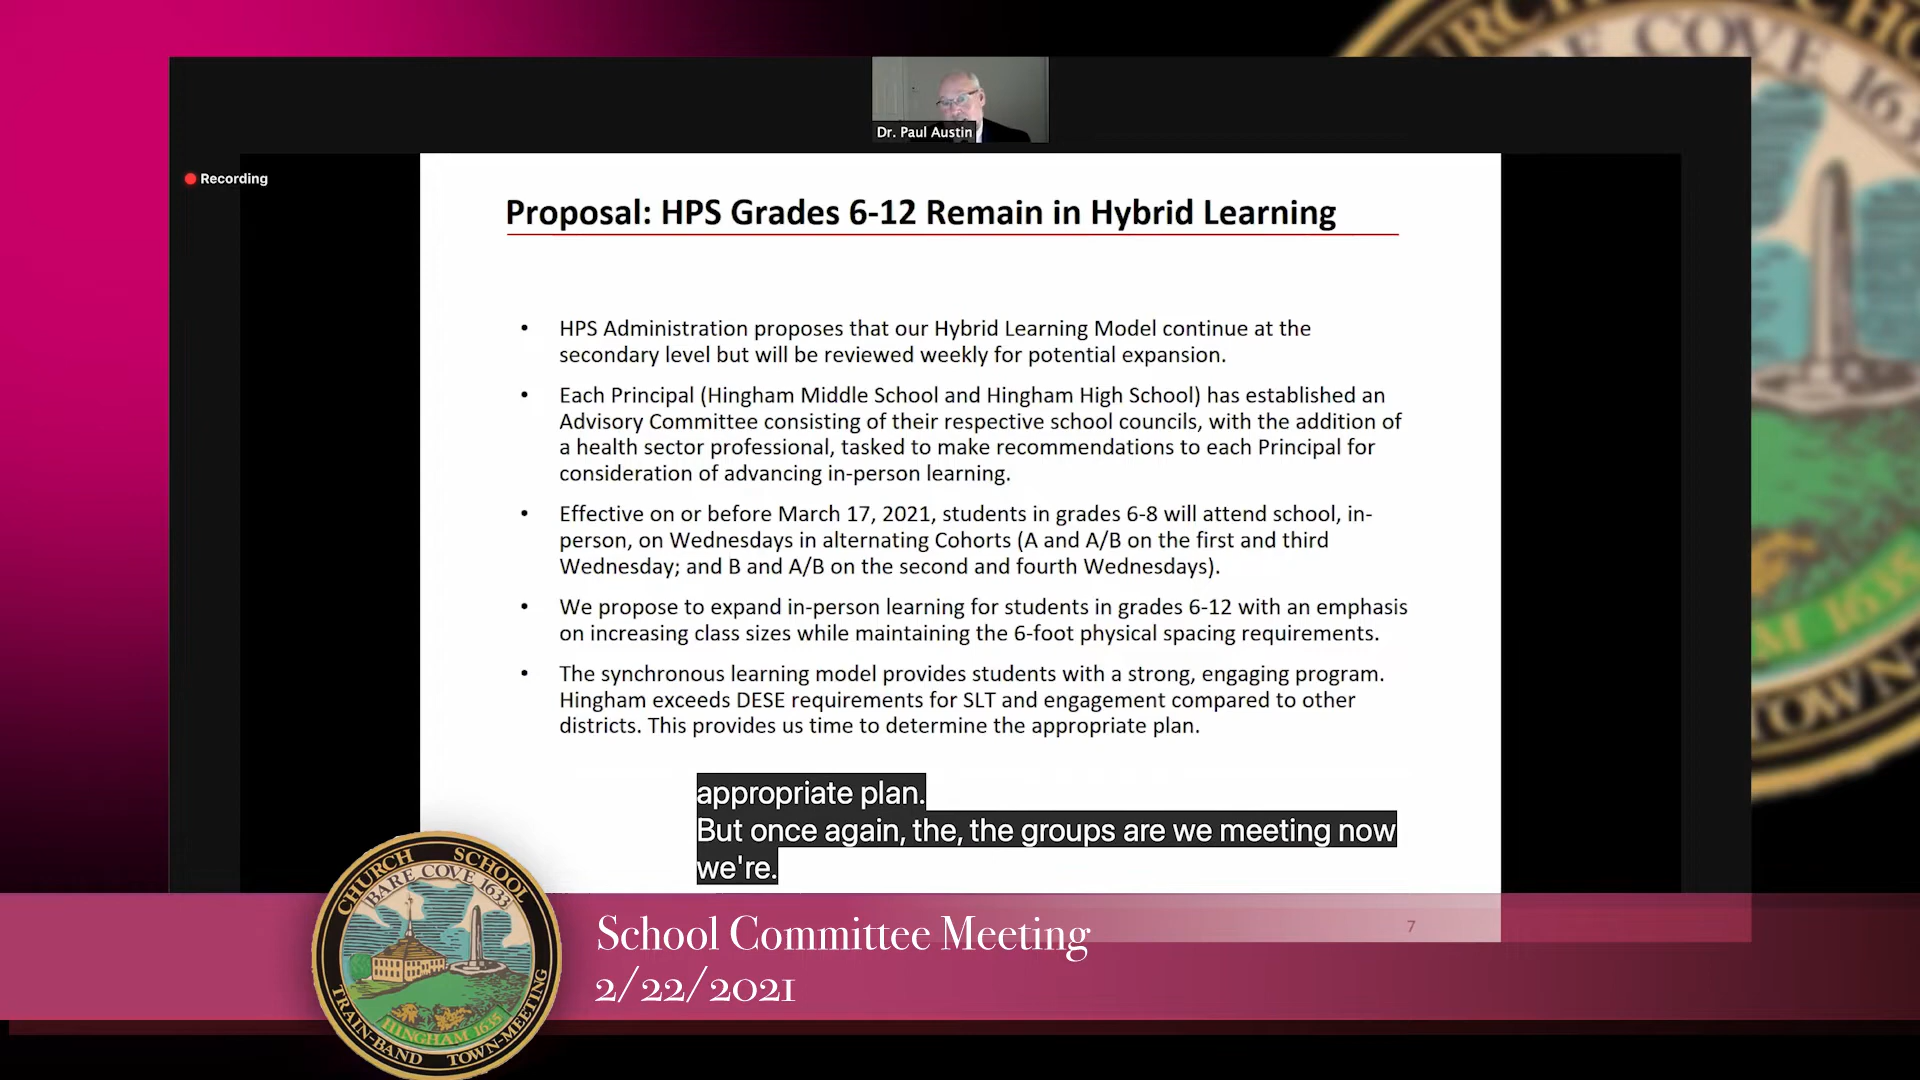 Dr. Paul Austin
Recording
Proposal: HPS Grades 6-12 Remain in Hybrid Learning
• HPS Administration proposes that our Hybrid Learning Model continue at the
secondary level but will be reviewed weekly for potential expansion.
• Each Principal (Hingham Middle School and Hingham High School) has established an
Advisory Committee consisting of their respective school councils, with the addition of
a health sector professional, tasked to make recommendations to each Principal for
consideration of advancing in-person learning.
• Effective on or before March 17, 2021, students in grades 6-8 will attend school, in-
person, on Wednesdays in alternating Cohorts (A and A/B on the first and third
Wednesday; and B and A/B on the second and fourth Wednesdays).
• We propose to expand in-person learning for students in grades 6-12 with an emphasis
on increasing class sizes while maintaining the 6-foot physical spacing requirements.
• The synchronous learning model provides students with a strong, engaging program.
Hingham exceeds DESE requirements for SLT and engagement compared to other
districts. This provides us time to determine the appropriate plan.
appropriate plan.
But once again, the, the groups are we meeting now
we're.
7
School Committee Meeting
2/22/2021
CHURCH SCHOOL
BARE COVE 1633
HINGHAM 1635
TRAIN-BAND TOWN-MEETING
COVE 163
M 1635
TOWN-